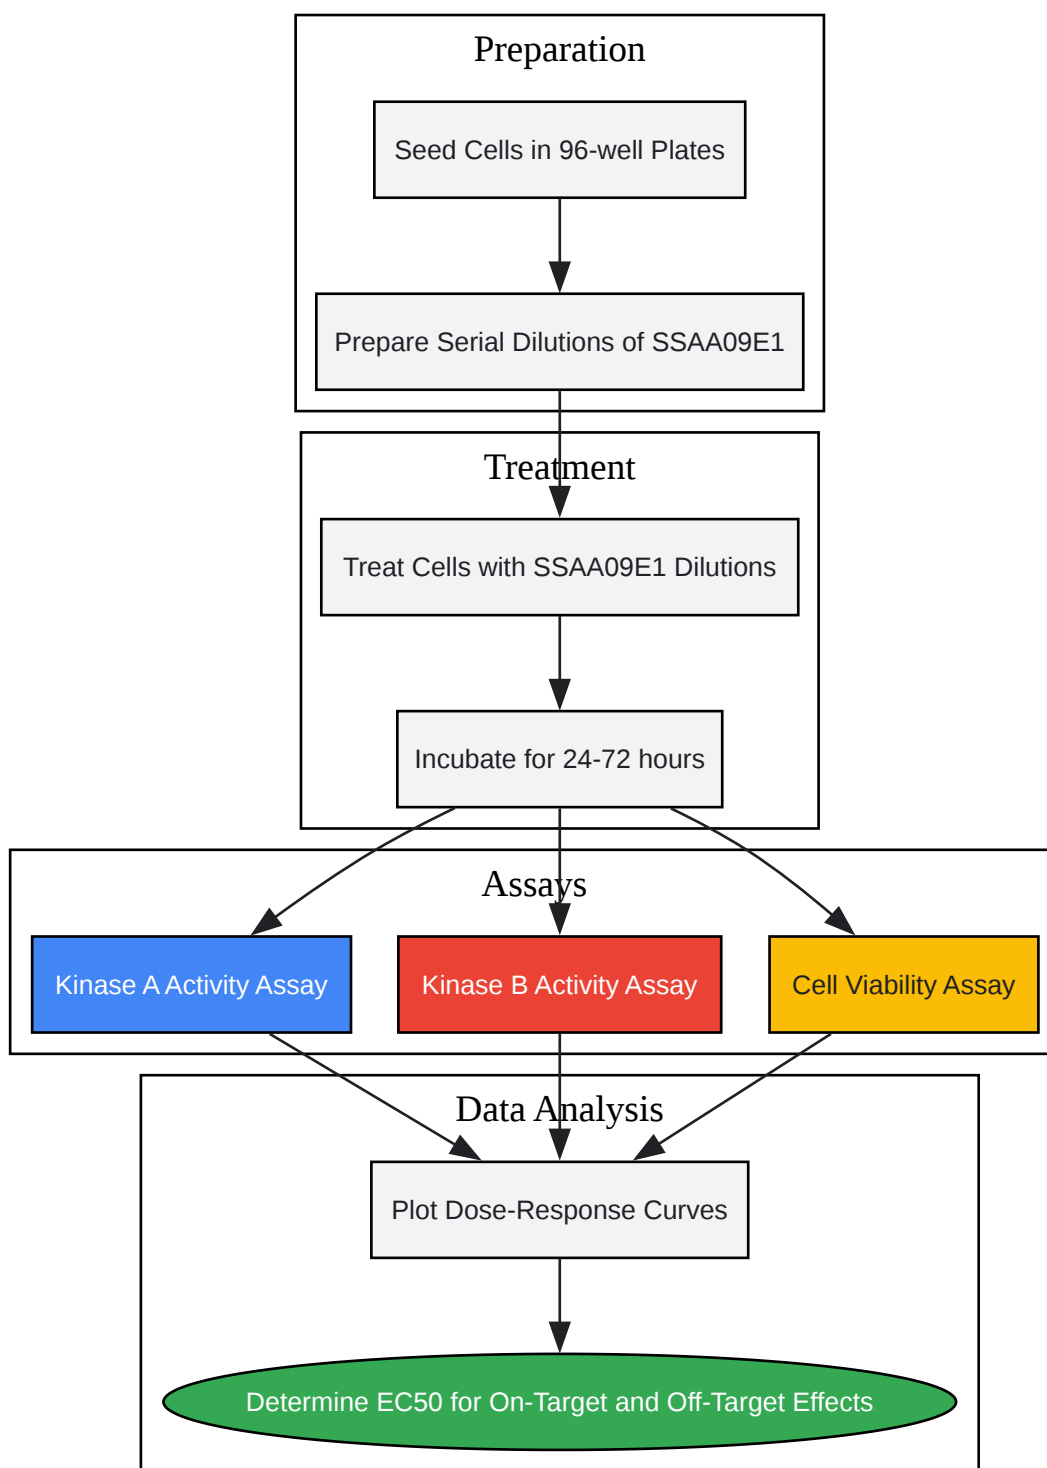 Preparation
Seed Cells in 96-well Plates
Prepare Serial Dilutions of SSAA09E1
Treatment
Treat Cells with SSAA09E1 Dilutions
Incubate for 24-72 hours
Assays
Kinase A Activity Assay
Kinase B Activity Assay
Cell Viability Assay
Data Analysis
Plot Dose-Response Curves
Determine EC50 for On-Target and Off-Target Effects